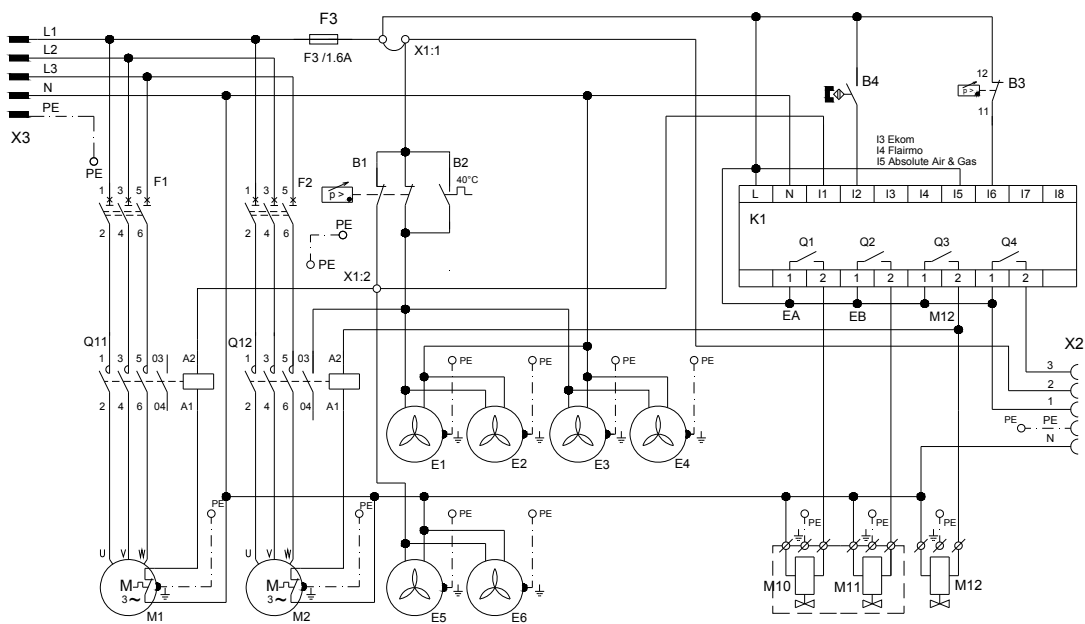 L1
L2
L3
N
PE
X3
PE
F3
F3 /1.6A
X1:1
B4
12
B3
p>
11
I3 Ekom
I4 Flairmo
I5 Absolute Air & Gas
1 3 5 F1
2 4 6
1 3 5 F2
2 4 6
PE
PE
B1
B2
p>
40°C
X1:2
L N I1 I2 I3 I4 I5 I6 I7 I8
K1
Q1 Q2 Q3 Q4
1 2 1 2 1 2 1 2
EA EB M12
Q11 1 3 5 03 A2
2 4 6 04 A1
Q12 1 3 5 03 A2
2 4 6 04 A1
X2
3
2
1
PE PE
N
PE PE PE PE
E1 E2 E3 E4
U V W
PE
M
3~
M1
U V W
PE
M
3~
M2
PE PE
E5 E6
PE PE PE
M10 M11 M12